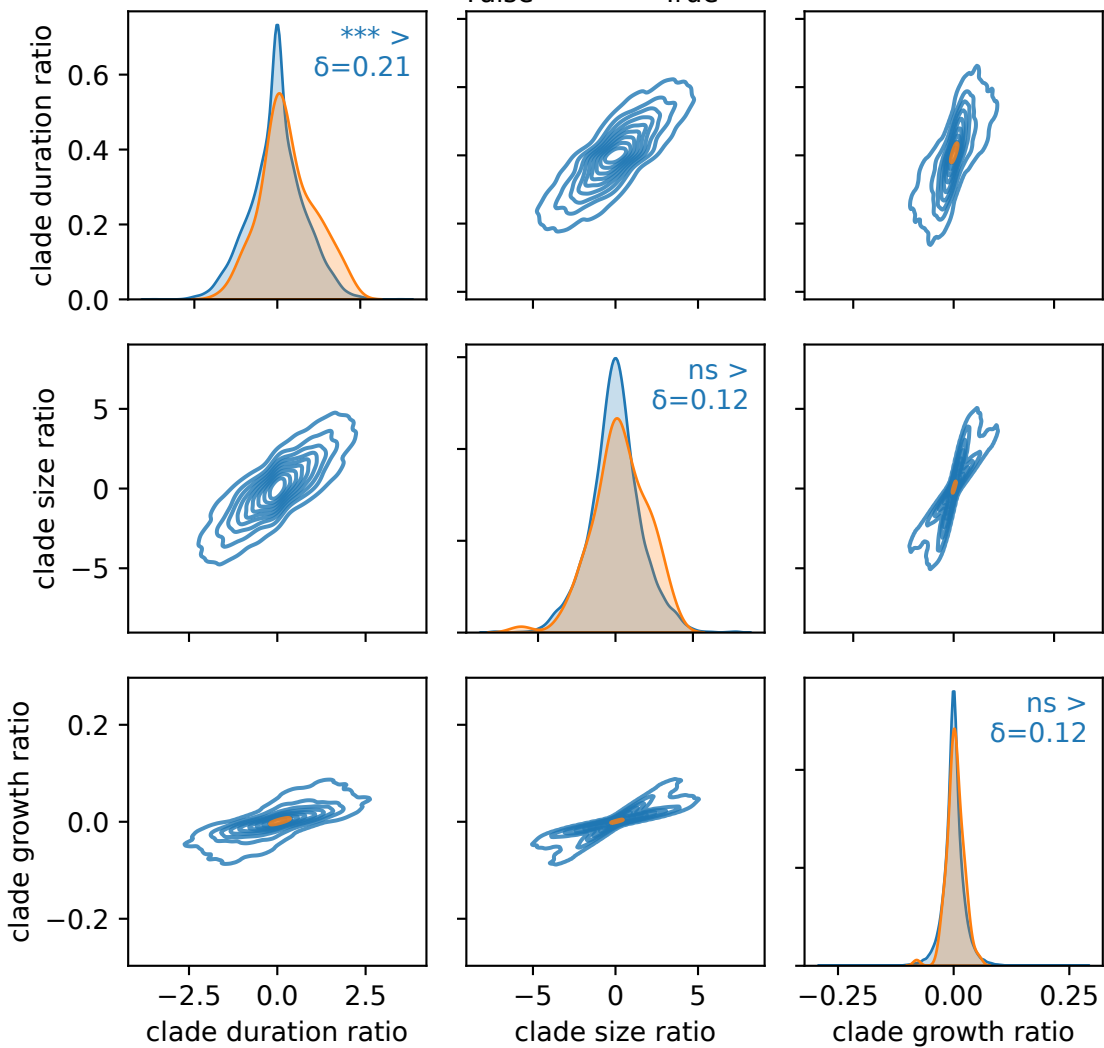 True
clade duration ratio
0.6
0.4
0.2
0.0
*** >
δ=0.21
clade size ratio
5
0
−5
ns >
δ=0.12
clade growth ratio
0.2
0.0
−0.2
ns >
δ=0.12
−2.5 0.0 2.5
−5 0 5
−0.25 0.00 0.25
clade duration ratio
clade size ratio
clade growth ratio